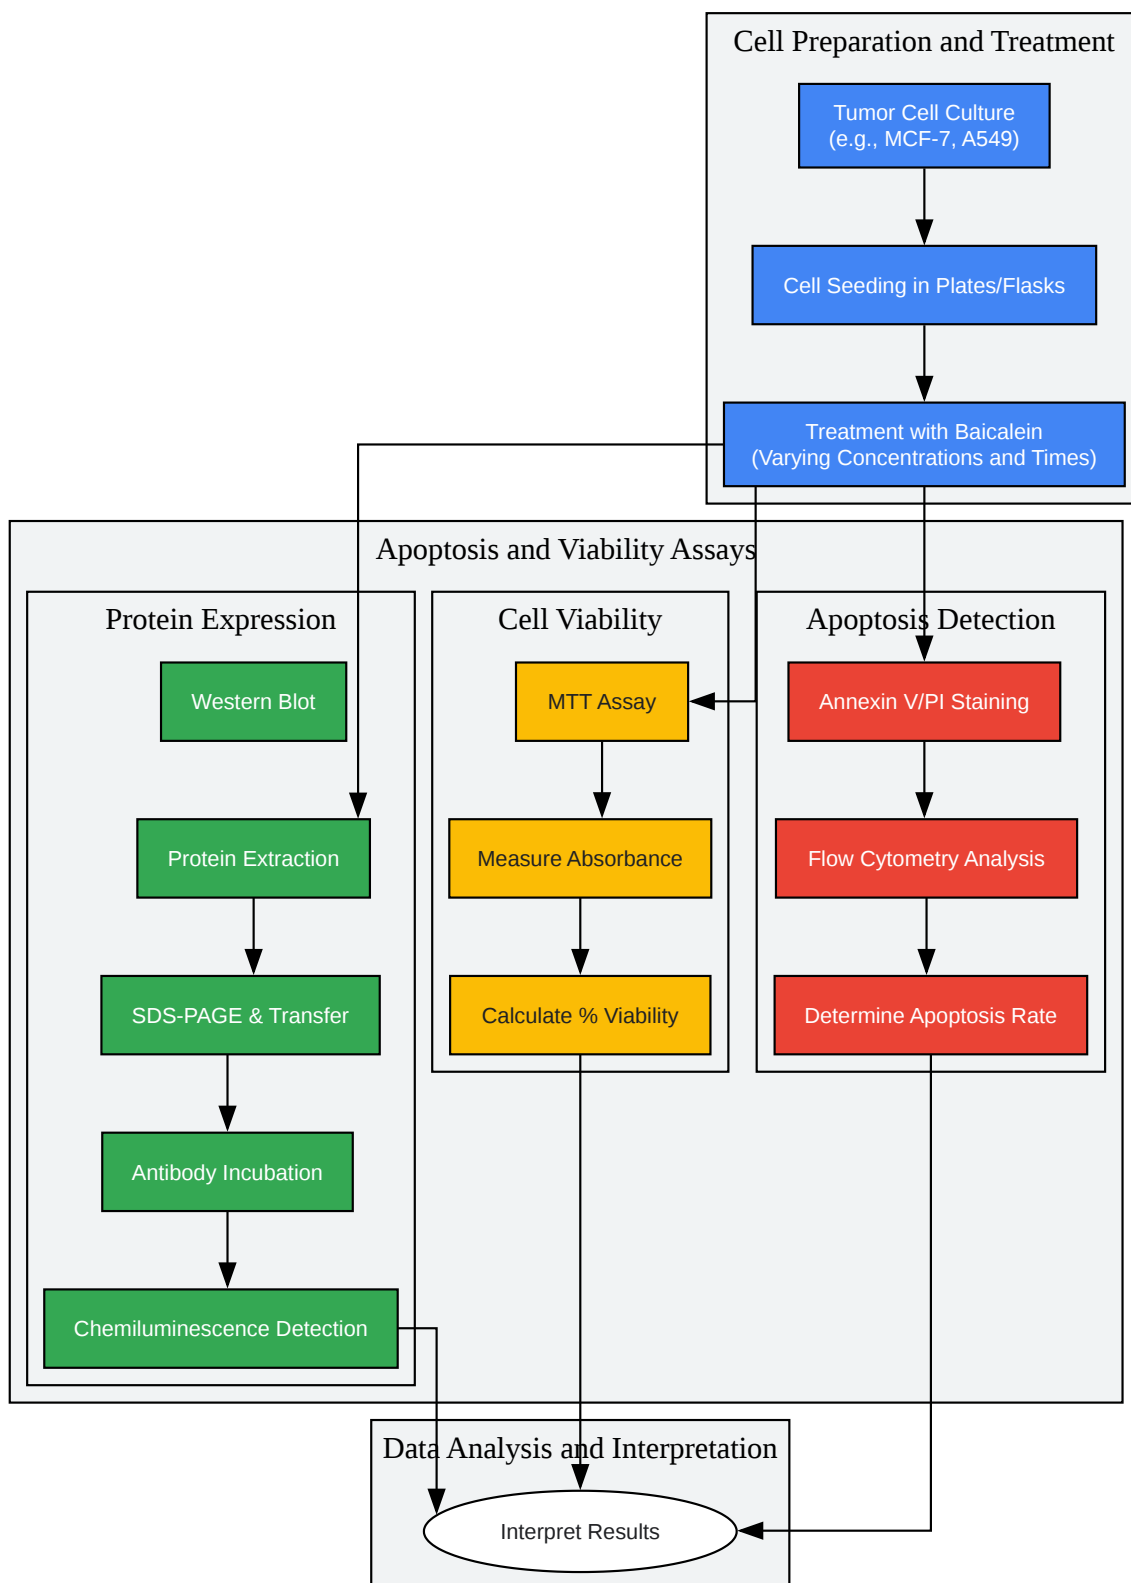 Cell Preparation and Treatment
Tumor Cell Culture
(e.g., MCF-7, A549)
Cell Seeding in Plates/Flasks
Treatment with Baicalein
(Varying Concentrations and Times)
Apoptosis and Viability Assays
Protein Expression
Western Blot
Protein Extraction
SDS-PAGE & Transfer
Antibody Incubation
Chemiluminescence Detection
Cell Viability
MTT Assay
Measure Absorbance
Calculate % Viability
Apoptosis Detection
Annexin V/PI Staining
Flow Cytometry Analysis
Determine Apoptosis Rate
Data Analysis and Interpretation
Interpret Results